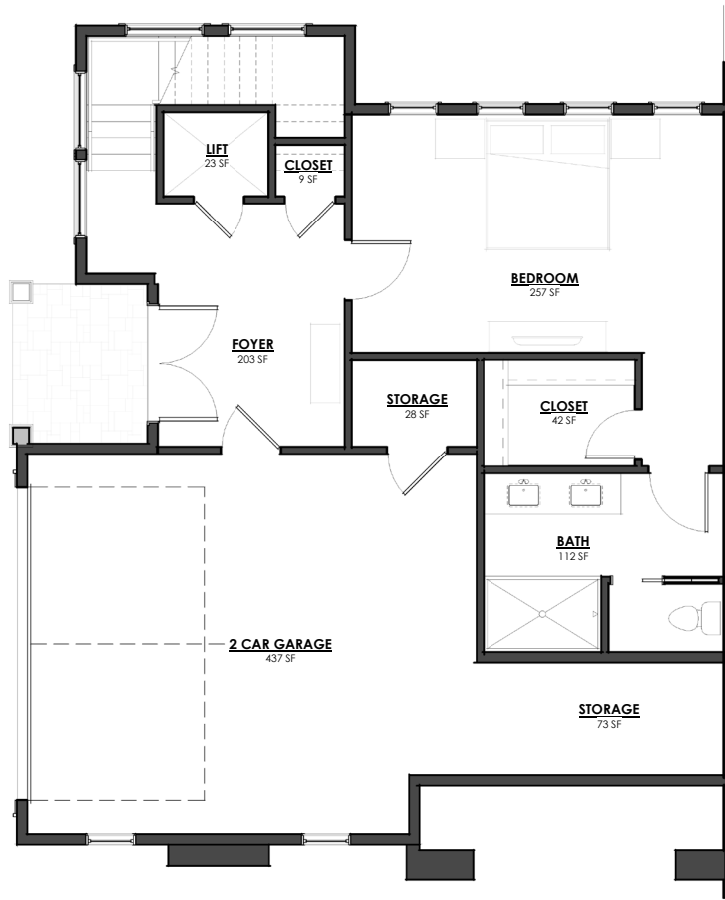 LIFT
23 SF
CLOSET
9 SF
BEDROOM
257 SF
FOYER
203 SF
STORAGE
28 SF
CLOSET
42 SF
BATH
112 SF
2 CAR GARAGE
437 SF
STORAGE
73 SF